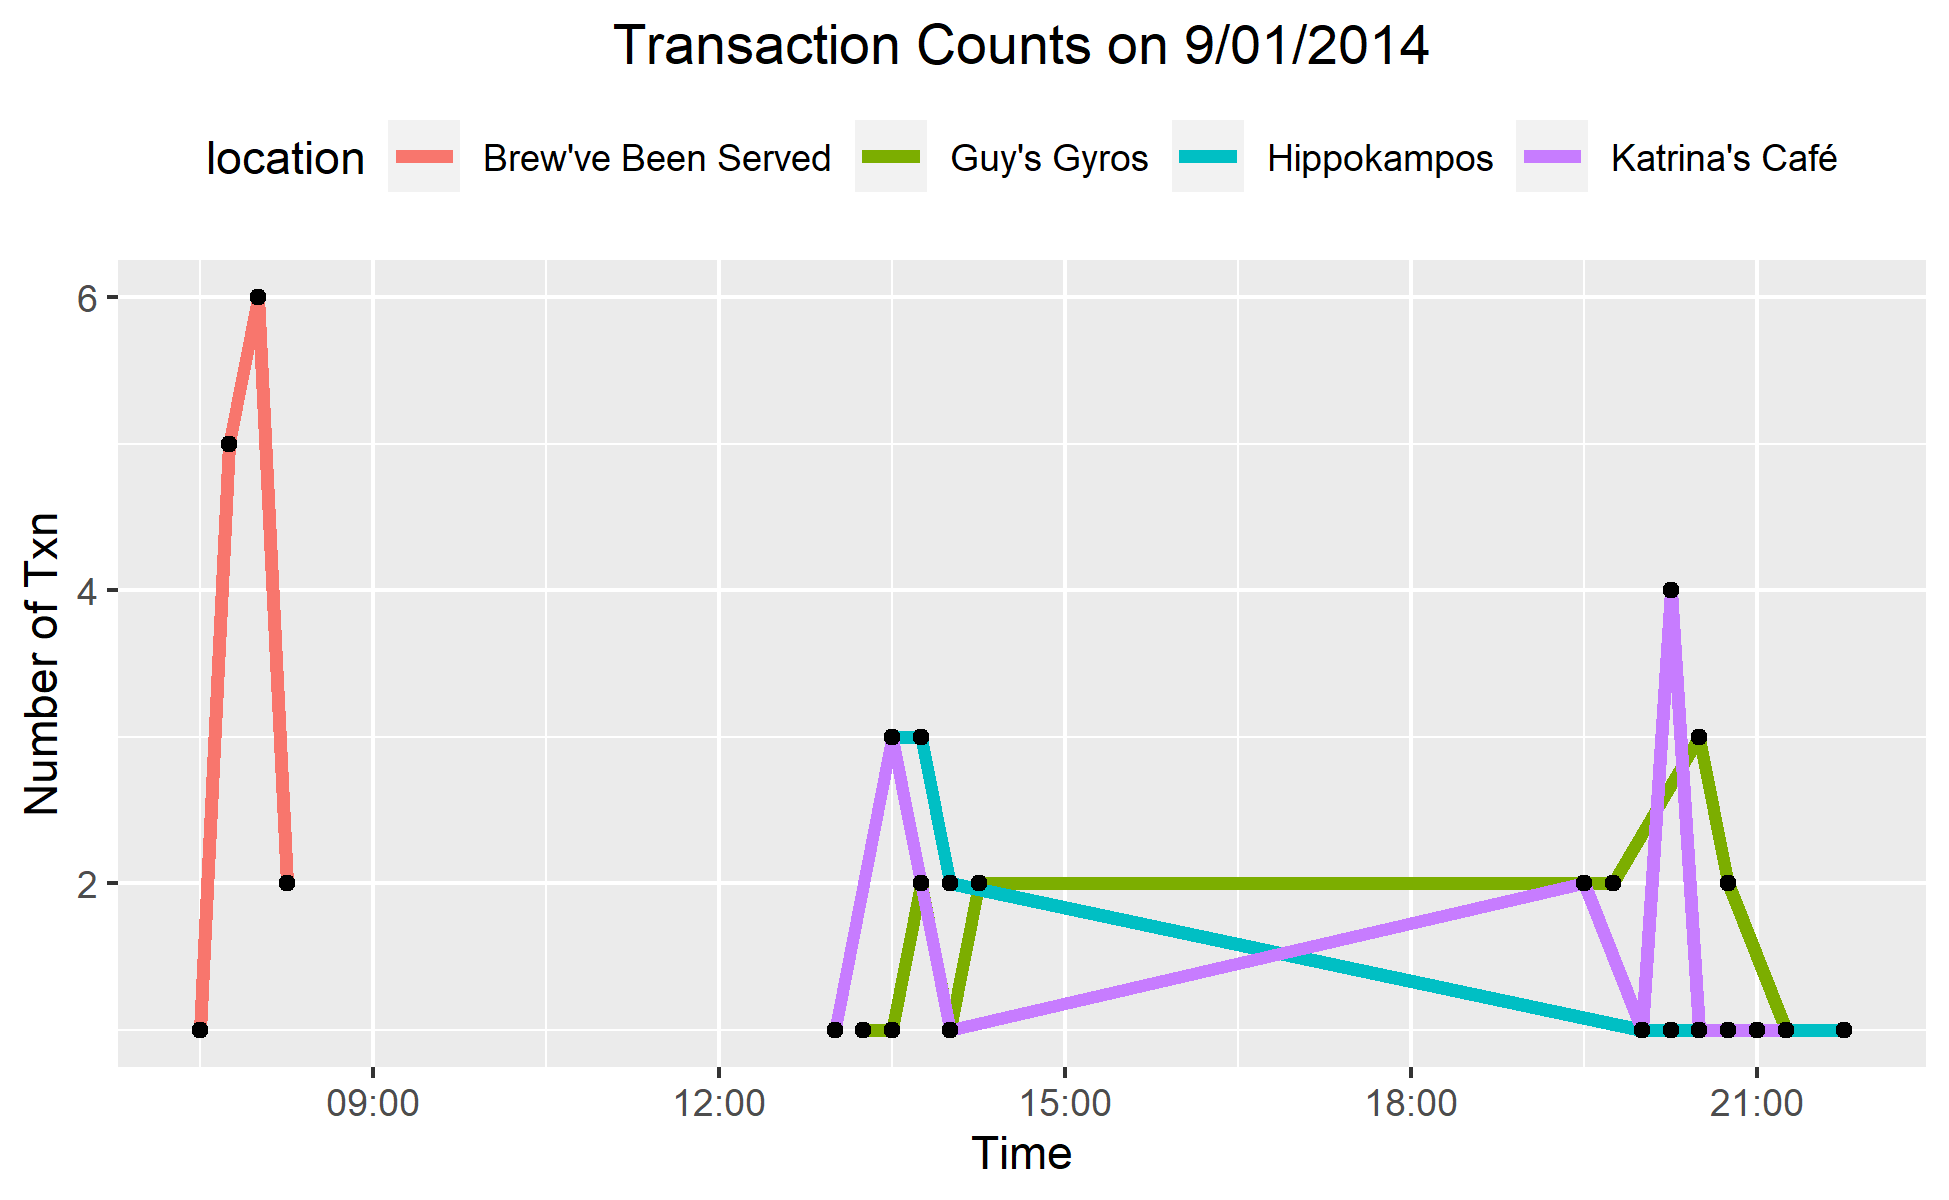 Transaction Counts on 9/01/2014
location Brew've Been Served Guy's Gyros Hippokampos Katrina's Café
6
4
2
Number of Txn
09:00 12:00 15:00 18:00 21:00
Time